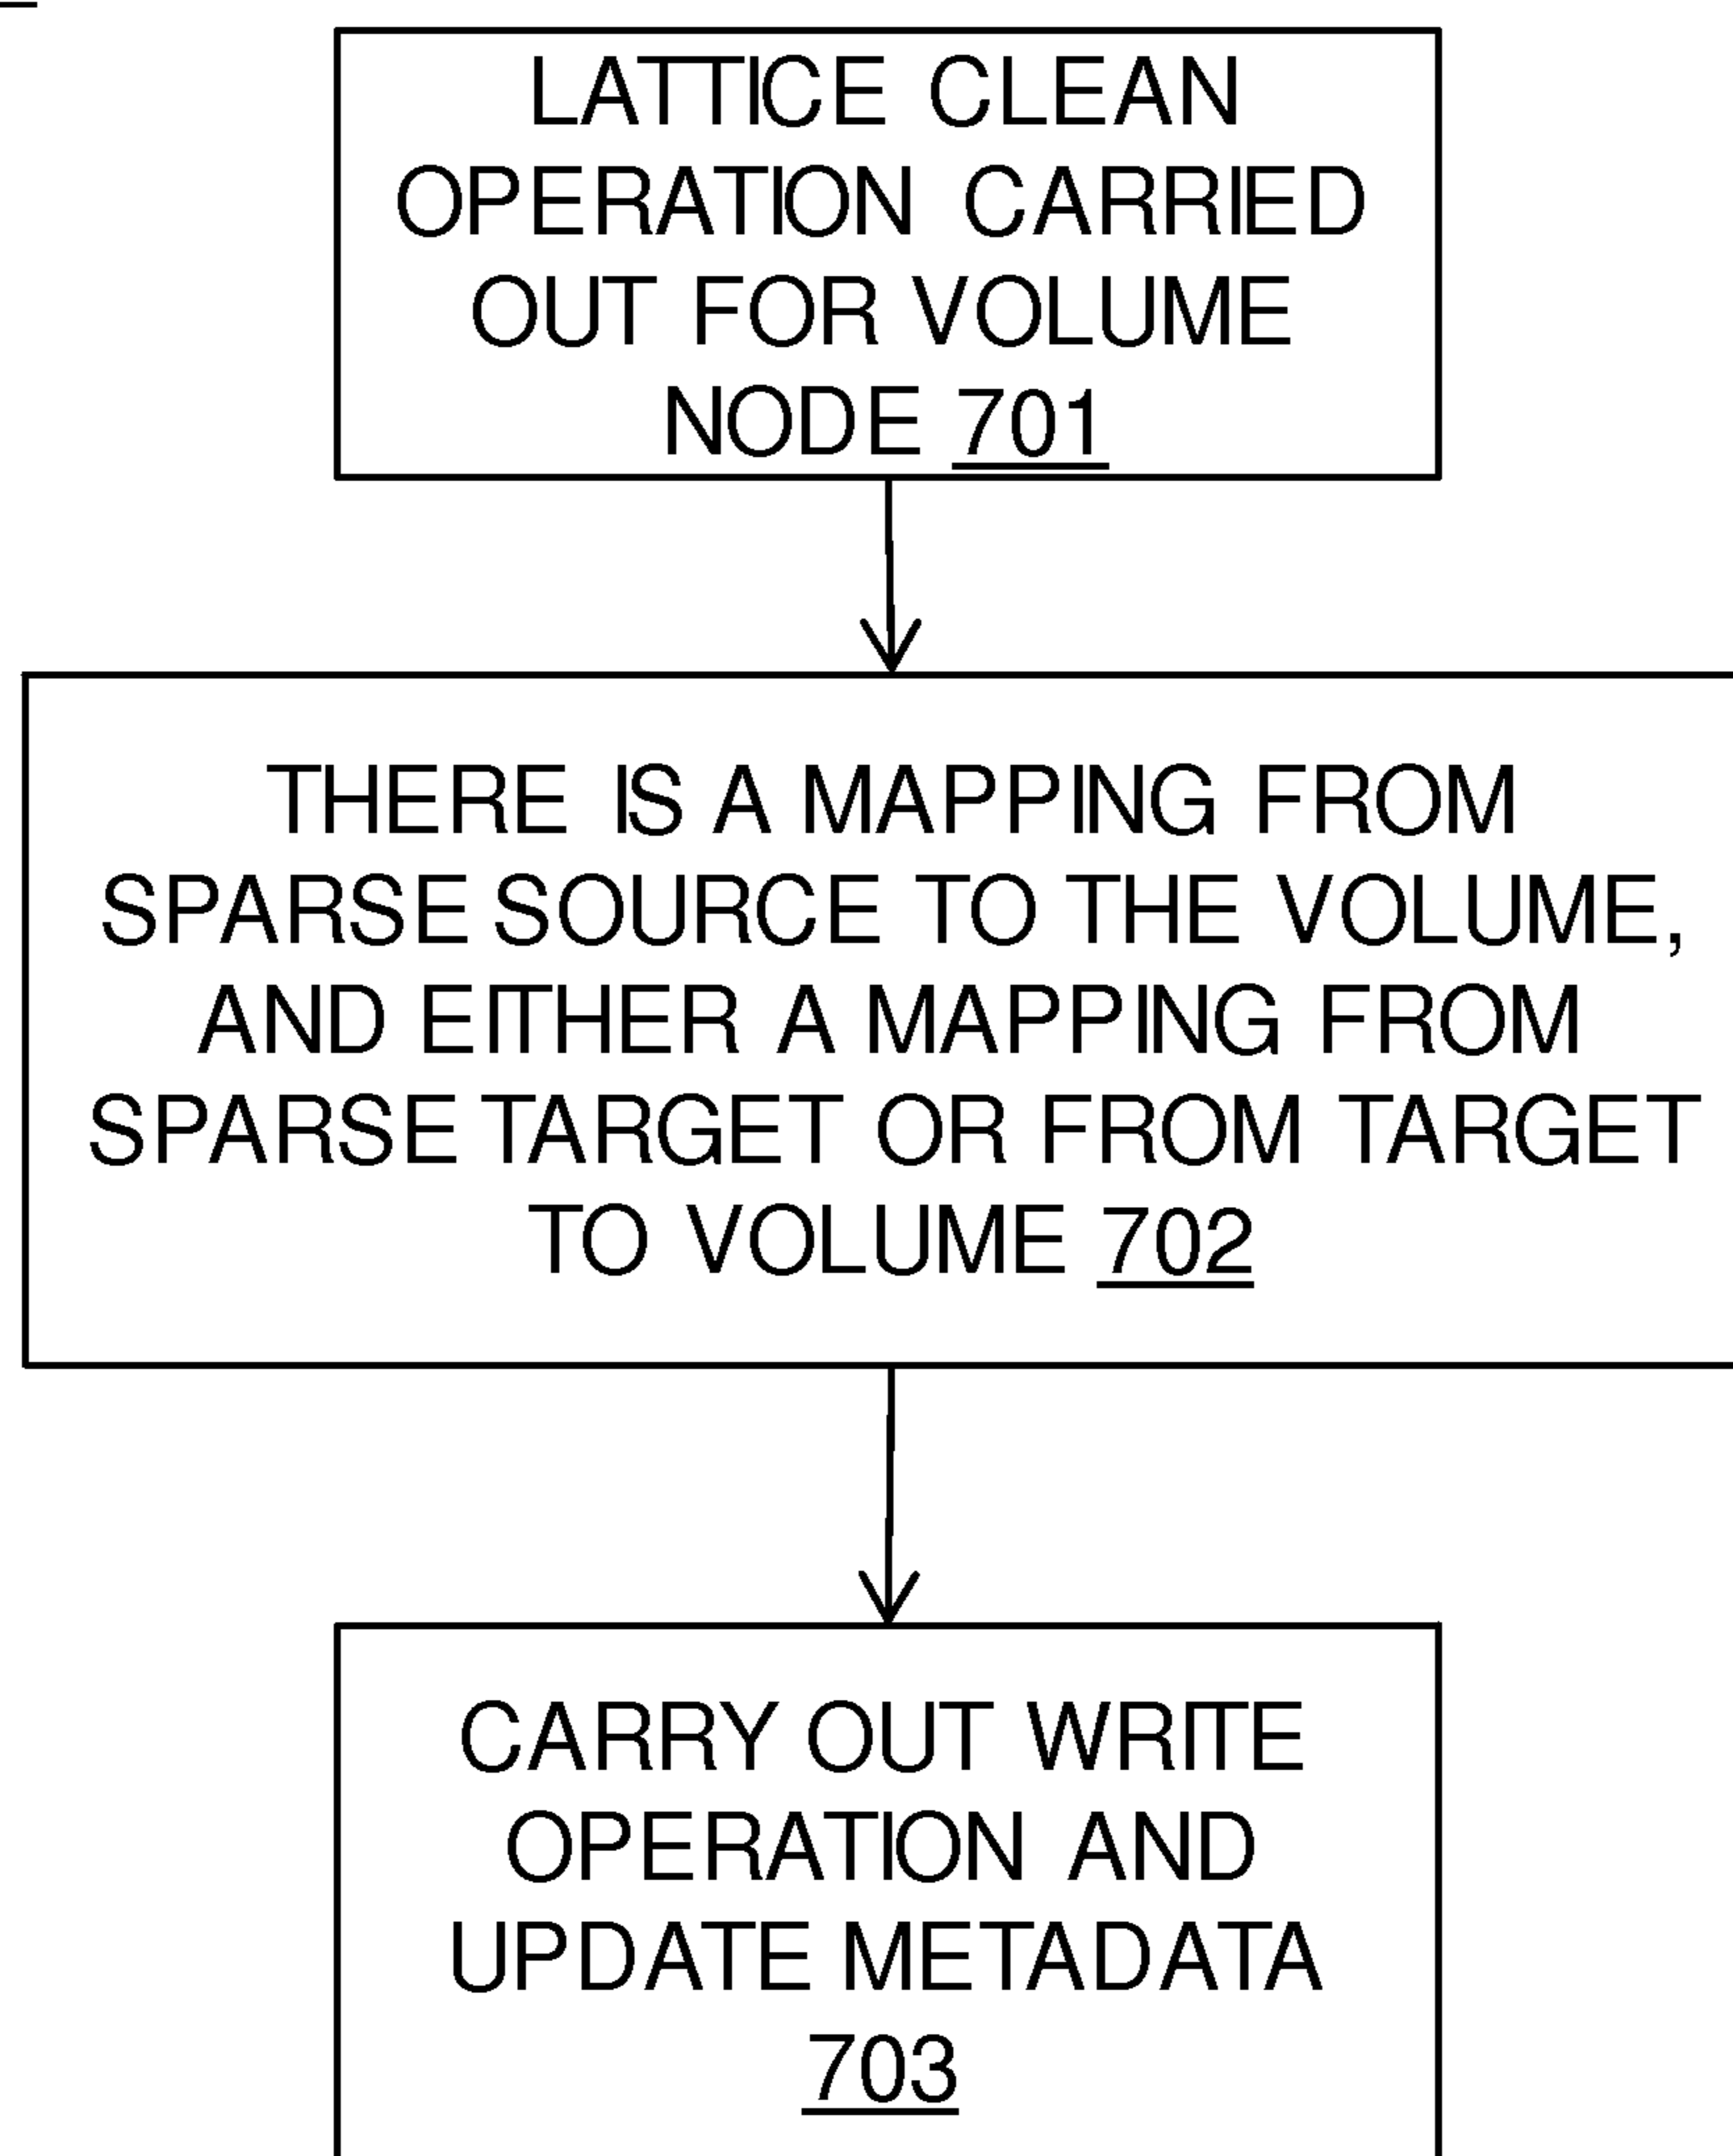 LATTICE CLEAN
OPERATION CARRIED
OUT FOR VOLUME
NODE 701
THERE IS A MAPPING FROM
SPARSE SOURCE TO THE VOLUME,
AND EITHER A MAPPING FROM
SPARSE TARGET OR FROM TARGET
TO VOLUME 702
CARRY OUT WRITE
OPERATION AND
UPDATE METADATA
703